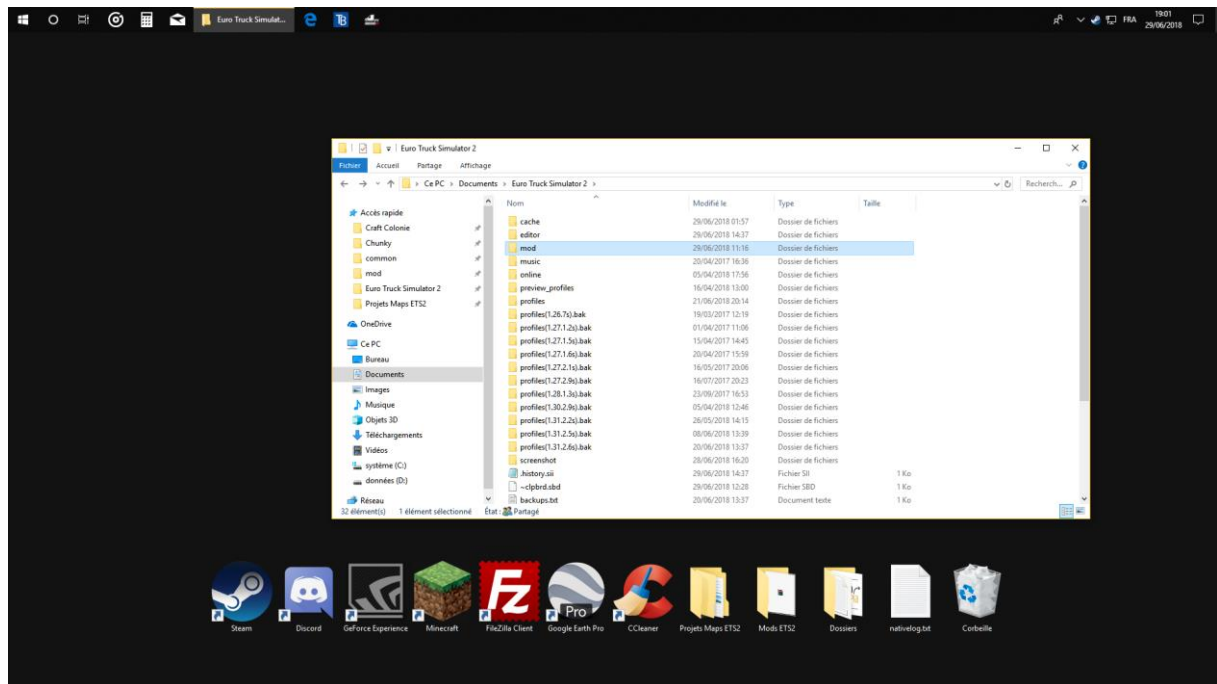 Euro Truck Simulat...
FRA
19:01
29/06/2018
Euro Truck Simulator 2
Fichier Accueil Partage Affichage
Ce PC Documents Euro Truck Simulator 2
Recherch...
Nom Modifié le Type Taille
Accès rapide
Craft Colonie
Chunky
common
mod
Euro Truck Simulator 2
Projets Maps ETS2
OneDrive
Ce PC
Bureau
Documents
Images
Musique
Objets 3D
Téléchargements
Vidéos
système (C:)
données (D:)
Réseau
cache 29/06/2018 01:57 Dossier de fichiers
editor 29/06/2018 14:37 Dossier de fichiers
mod 29/06/2018 11:16 Dossier de fichiers
music 20/04/2017 16:36 Dossier de fichiers
online 05/04/2018 17:56 Dossier de fichiers
preview_profiles 16/04/2018 13:00 Dossier de fichiers
profiles 21/06/2018 20:14 Dossier de fichiers
profiles(1.26.7s).bak 19/03/2017 12:19 Dossier de fichiers
profiles(1.27.1.2s).bak 01/04/2017 11:06 Dossier de fichiers
profiles(1.27.1.5s).bak 15/04/2017 14:45 Dossier de fichiers
profiles(1.27.1.6s).bak 20/04/2017 15:59 Dossier de fichiers
profiles(1.27.2.1s).bak 16/05/2017 20:06 Dossier de fichiers
profiles(1.27.2.9s).bak 16/07/2017 20:23 Dossier de fichiers
profiles(1.28.1.3s).bak 23/09/2017 16:53 Dossier de fichiers
profiles(1.30.2.9s).bak 05/04/2018 12:46 Dossier de fichiers
profiles(1.31.2.2s).bak 26/05/2018 14:15 Dossier de fichiers
profiles(1.31.2.5s).bak 08/06/2018 13:39 Dossier de fichiers
profiles(1.31.2.6s).bak 20/06/2018 13:37 Dossier de fichiers
screenshot 28/06/2018 16:20 Dossier de fichiers
.history.sii 29/06/2018 14:37 Fichier SII 1 Ko
~clpbrd.sbd 29/06/2018 12:28 Fichier SBD 1 Ko
backups.txt 20/06/2018 13:37 Document texte 1 Ko
32 élément(s) 1 élément sélectionné État : Partagé
Steam
Discord
GeForce Experience
Minecraft
FileZilla Client
Pro
Google Earth Pro
CCleaner
Projets Maps ETS2
Mods ETS2
Dossiers
nativelog.txt
Corbeille